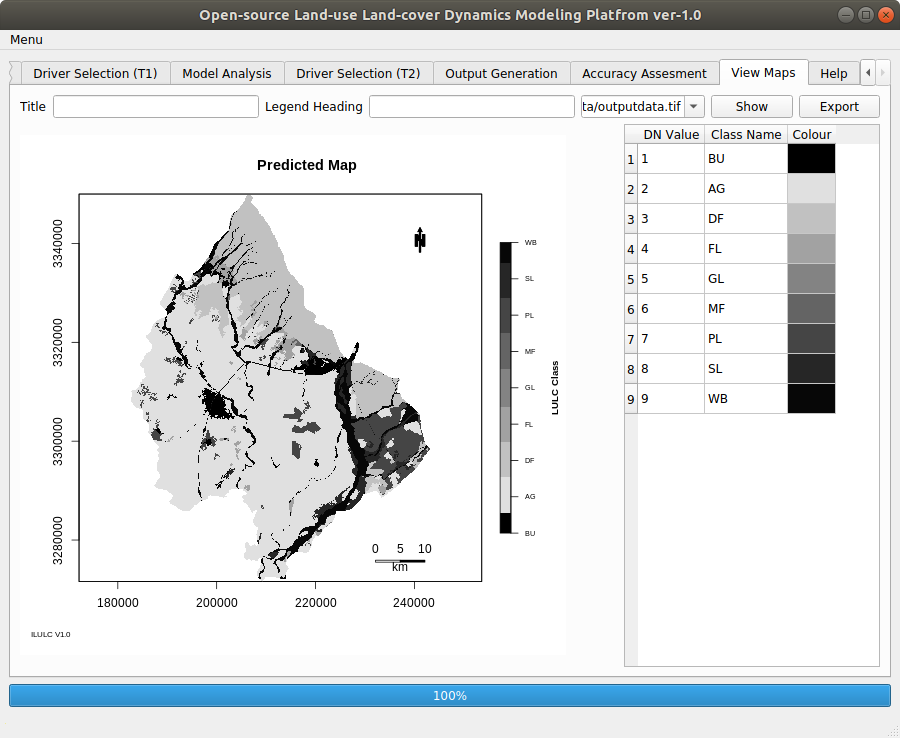 Open-source Land-use Land-cover Dynamics Modeling Platfrom ver-1.0
Menu
Driver Selection (T1) Model Analysis Driver Selection (T2) Output Generation Accuracy Assesment View Maps Help
Title Legend Heading ta/outputdata.tif Show Export
Predicted Map
3340000
3320000
3300000
3280000
180000 200000 220000 240000
N
0 5 10
km
WB
SL
PL
MF
GL
FL
DF
AG
BU
LULC Class
ILULC V1.0
DN Value Class Name Colour
1 1 BU
2 2 AG
3 3 DF
4 4 FL
5 5 GL
6 6 MF
7 7 PL
8 8 SL
9 9 WB
100%